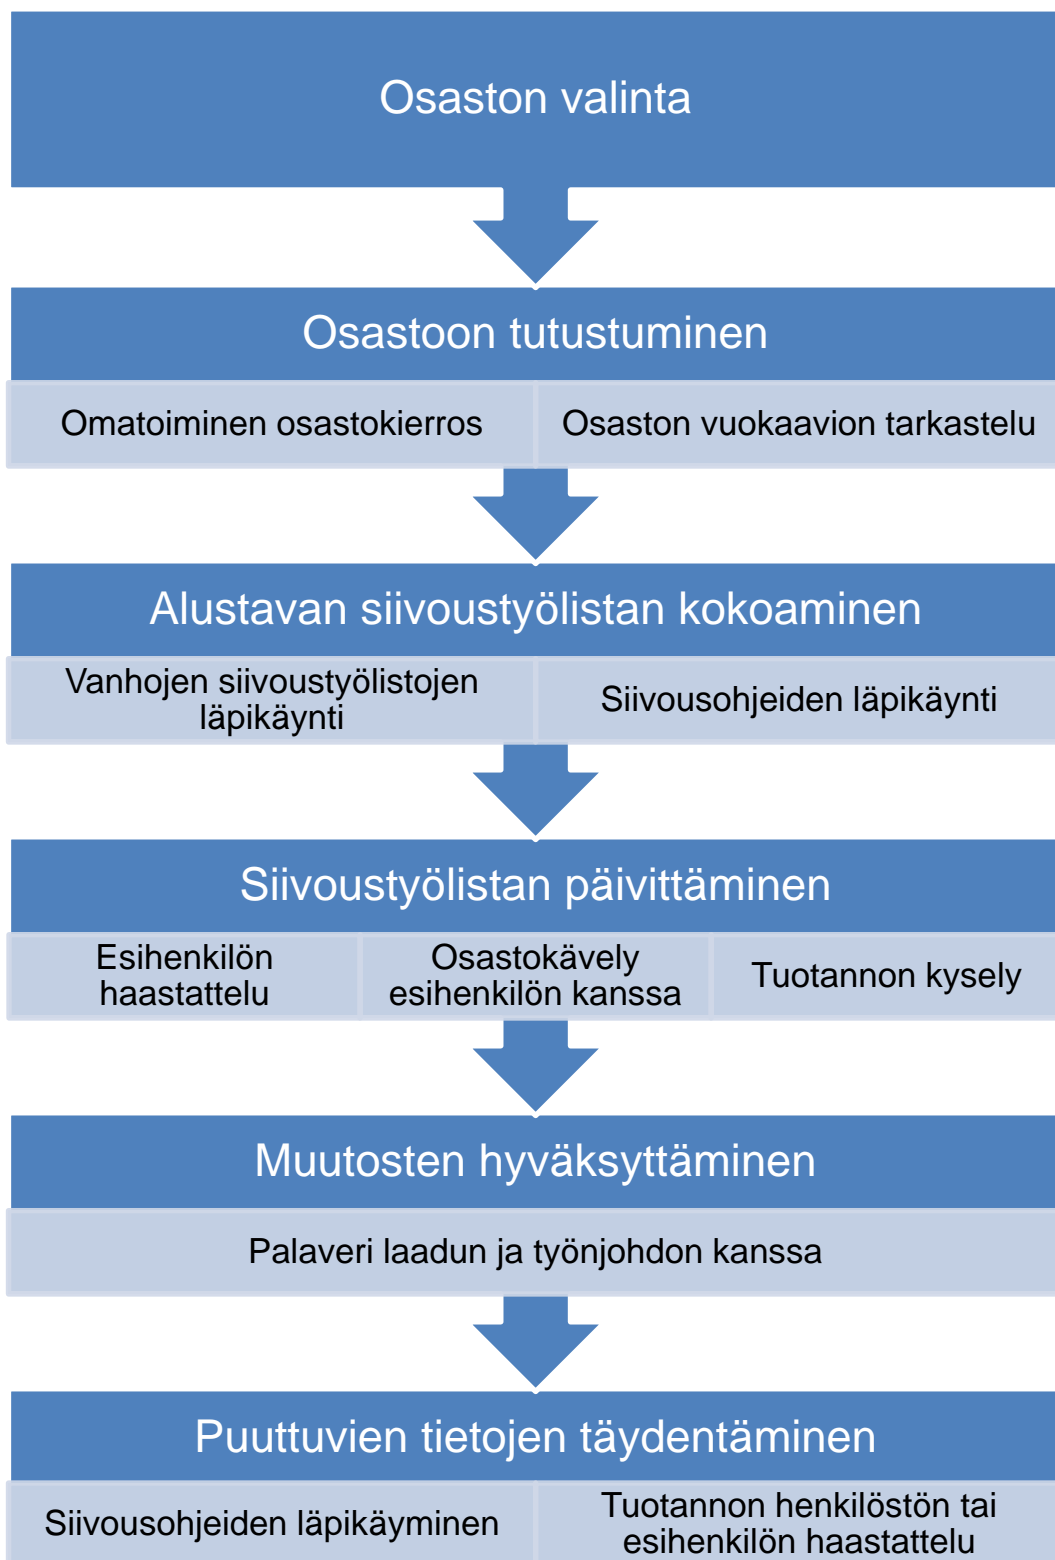 Osaston valinta
Osastoon tutustuminen
Omatoiminen osastokierros
Osaston vuokaavion tarkastelu
Alustavan siivoustyölistan kokoaminen
Vanhojen siivoustyölistojen
läpikäynti
Siivousohjeiden läpikäynti
Siivoustyölistan päivittäminen
Esihenkilön
haastattelu
Osastokävely
esihenkilön kanssa
Tuotannon kysely
Muutosten hyväksyttäminen
Palaveri laadun ja työnjohdon kanssa
Puuttuvien tietojen täydentäminen
Siivousohjeiden läpikäyminen
Tuotannon henkilöstön tai
esihenkilön haastattelu